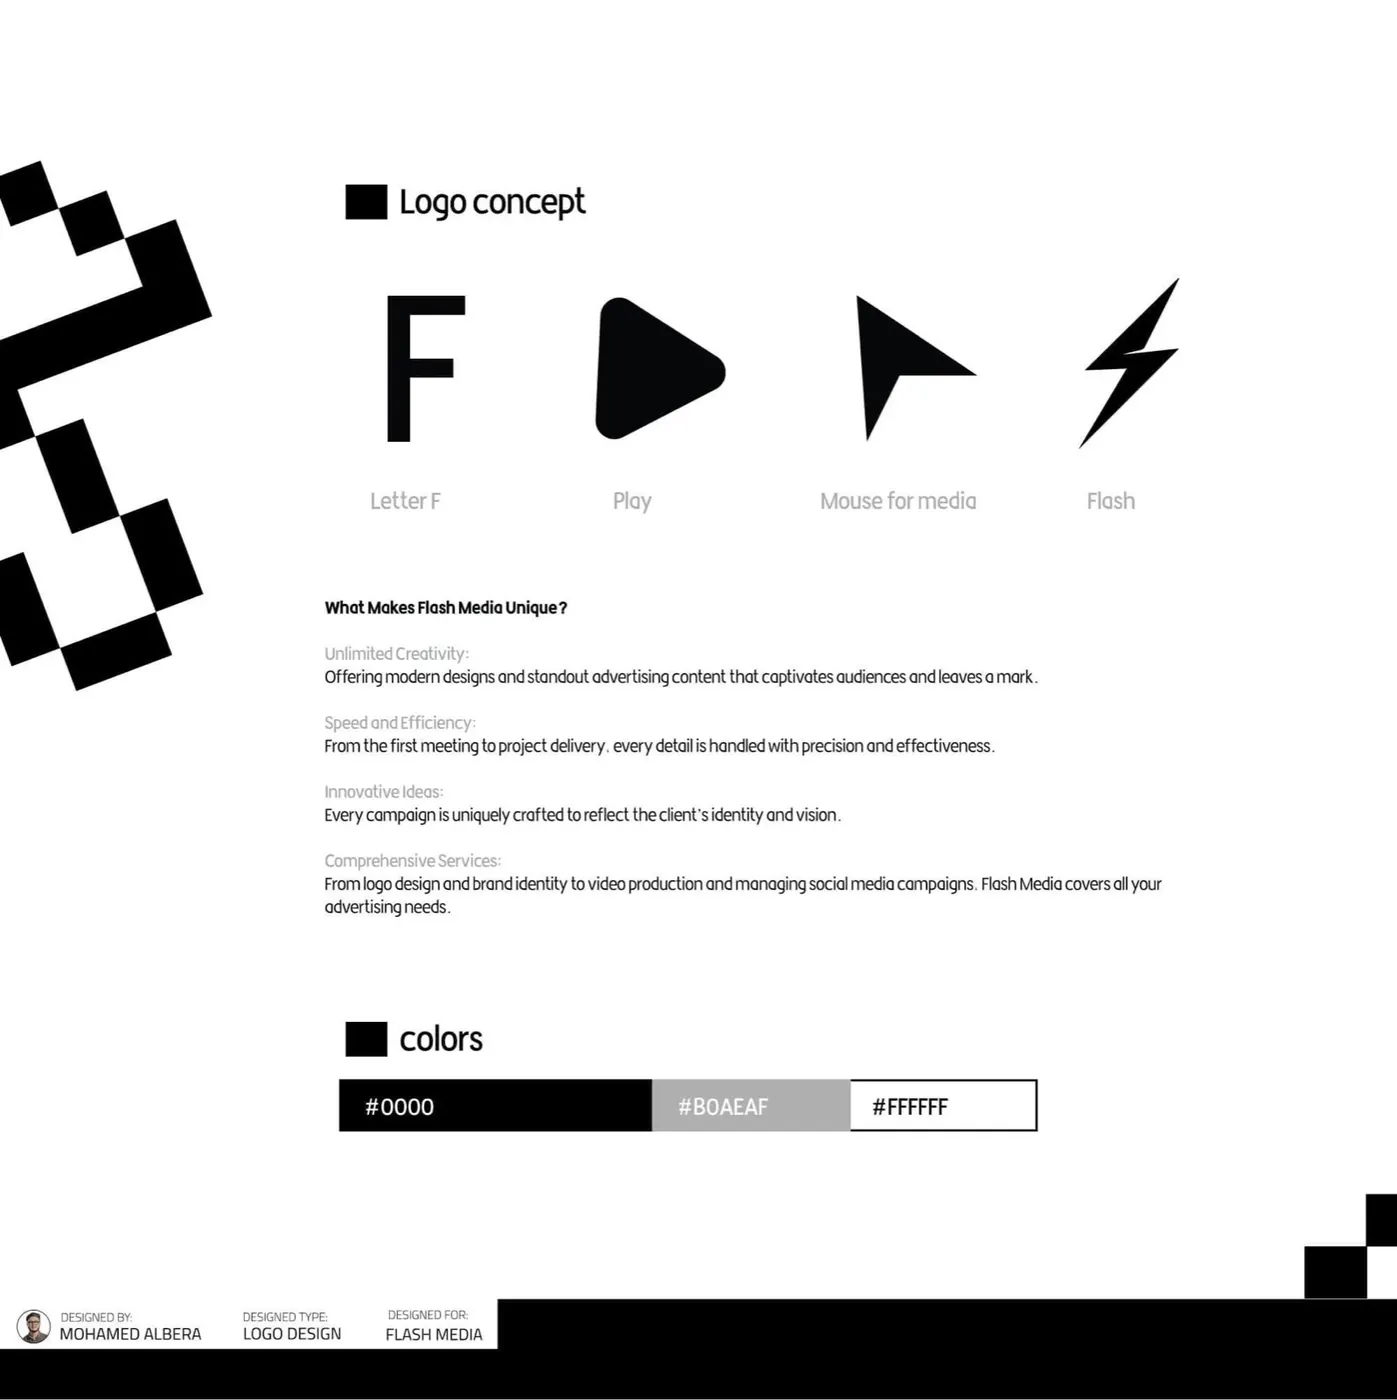 Logo concept
F
Letter F
Play
Mouse for media
Flash
What Makes Flash Media Unique?
Unlimited Creativity:
Offering modern designs and standout advertising content that captivates audiences and leaves a mark.
Speed and Efficiency:
From the first meeting to project delivery. every detail is handled with precision and effectiveness.
Innovative Ideas:
Every campaign is uniquely crafted to reflect the client's identity and vision.
Comprehensive Services:
From logo design and brand identity to video production and managing social media campaigns. Flash Media covers all your
advertising needs.
colors
#0000
#B0AEAF
#FFFFFF
DESIGNED BY:
MOHAMED ALBERA
DESIGNED TYPE:
LOGO DESIGN
DESIGNED FOR:
FLASH MEDIA